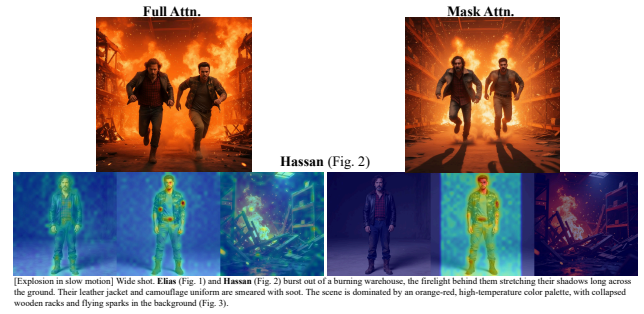 Full Attn.
Mask Attn.
Hassan (Fig. 2)
[Explosion in slow motion] Wide shot. Elias (Fig. 1) and Hassan (Fig. 2) burst out of a burning warehouse, the firelight behind them stretching their shadows long across
the ground. Their leather jacket and camouflage uniform are smeared with soot. The scene is dominated by an orange-red, high-temperature color palette, with collapsed
wooden racks and flying sparks in the background (Fig. 3).